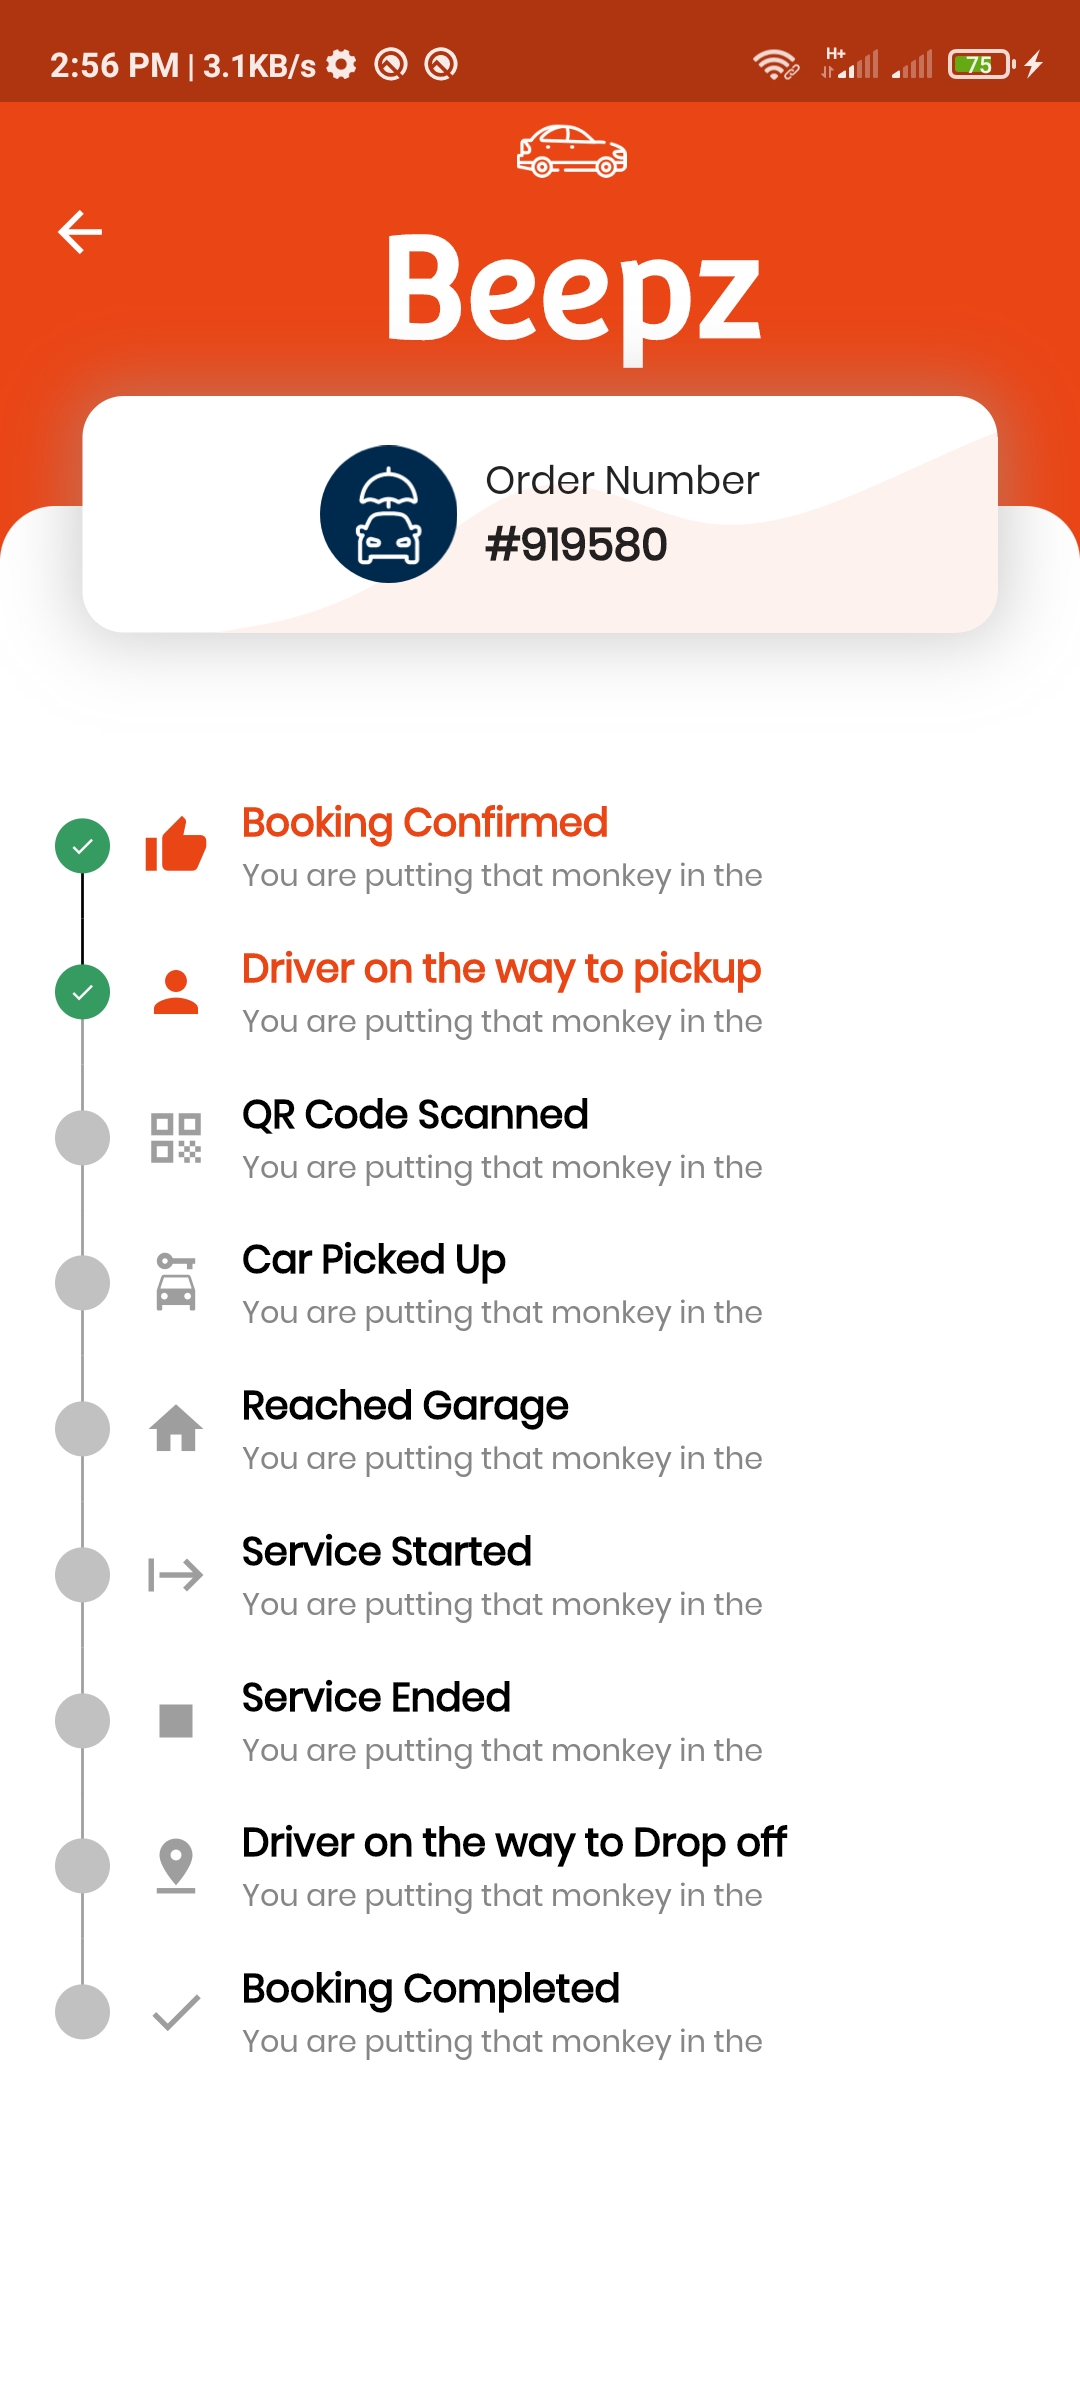 2:56 PM | 3.1KB/s
H+
75
Beepz
Order Number
#919580
Booking Confirmed
You are putting that monkey in the
Driver on the way to pickup
You are putting that monkey in the
QR Code Scanned
You are putting that monkey in the
Car Picked Up
You are putting that monkey in the
Reached Garage
You are putting that monkey in the
Service Started
You are putting that monkey in the
Service Ended
You are putting that monkey in the
Driver on the way to Drop off
You are putting that monkey in the
Booking Completed
You are putting that monkey in the